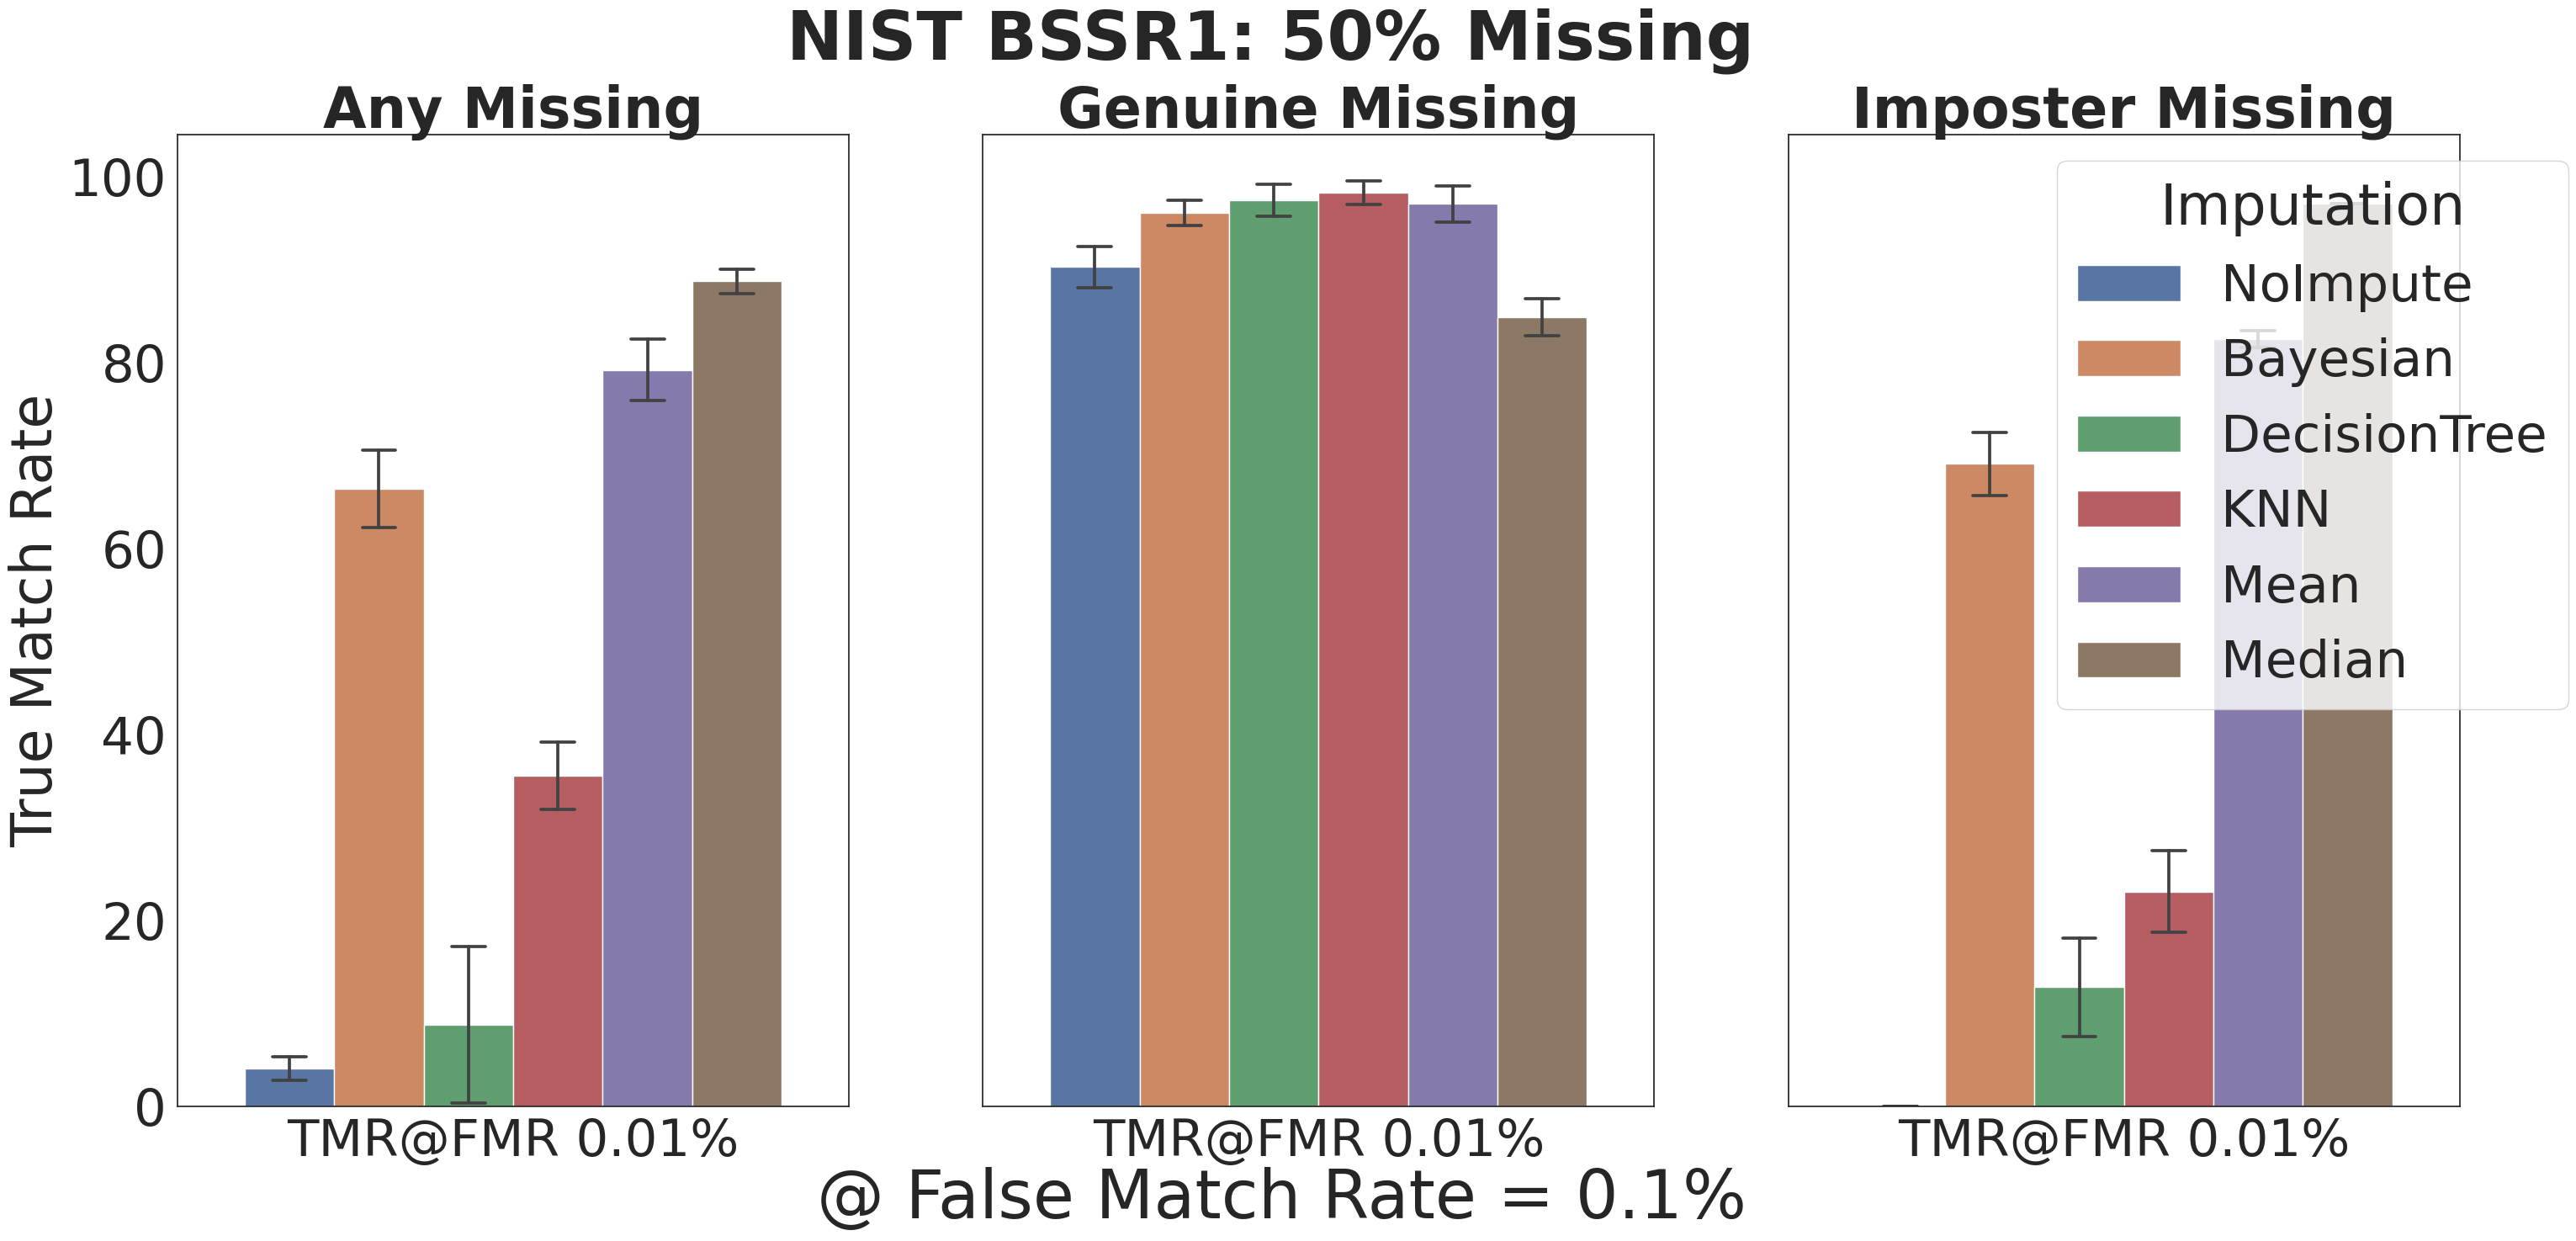 NIST BSSR1: 50% Missing
Any Missing
Genuine Missing
Imposter Missing
True Match Rate
100
80
60
40
20
0
Imputation
NoImpute
Bayesian
DecisionTree
KNN
Mean
Median
TMR@FMR 0.01%
TMR@FMR 0.01%
TMR@FMR 0.01%
@ False Match Rate = 0.1%